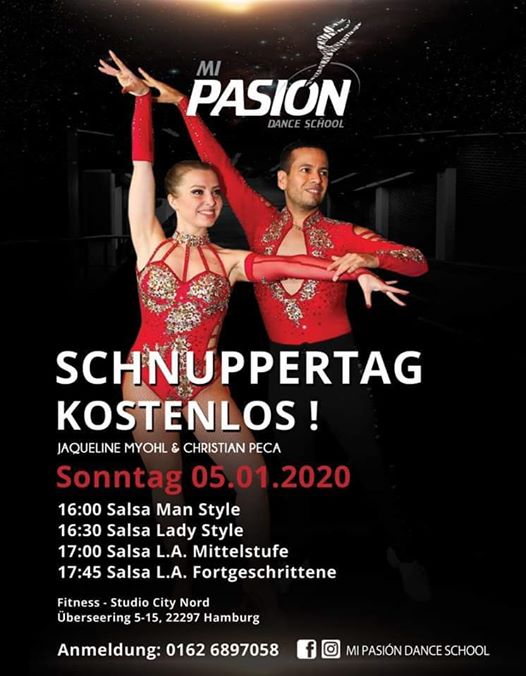 MI
PASIÓN
DANCE SCHOOL
SCHNUPPERTAG
KOSTENLOS !
JAQUELINE MYOHL & CHRISTIAN PECA
Sonntag 05.01.2020
16:00 Salsa Man Style
16:30 Salsa Lady Style
17:00 Salsa L.A. Mittelstufe
17:45 Salsa L.A. Fortgeschrittene
Fitness - Studio City Nord
Überseering 5-15, 22297 Hamburg
Anmeldung: 0162 6897058 MI PASIÓN DANCE SCHOOL